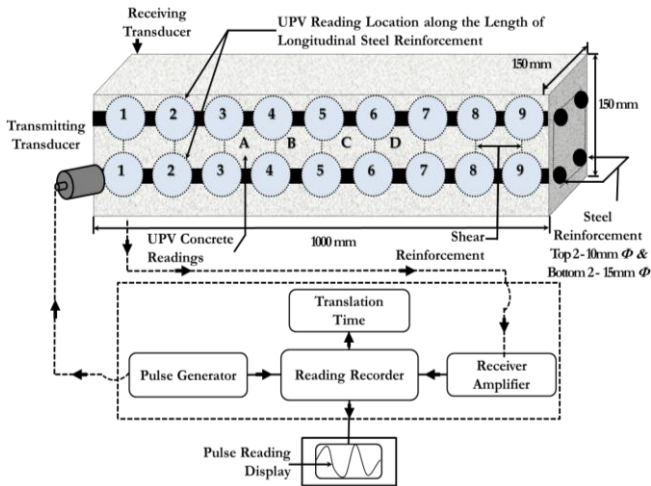 Receiving
Transducer
UPV Reading Location along the Length of
Longitudinal Steel Reinforcement
150 mm
150 mm
Transmitting
Transducer
1 2 3 4 5 6 7 8 9
A B C D
1 2 3 4 5 6 7 8 9
UPV Concrete
Readings
1000 mm
Shear
Reinforcement
Steel
Reinforcement
Top 2-10mm Φ &
Bottom 2-15mm Φ
Translation
Time
Pulse Generator
Reading Recorder
Receiver
Amplifier
Pulse Reading
Display